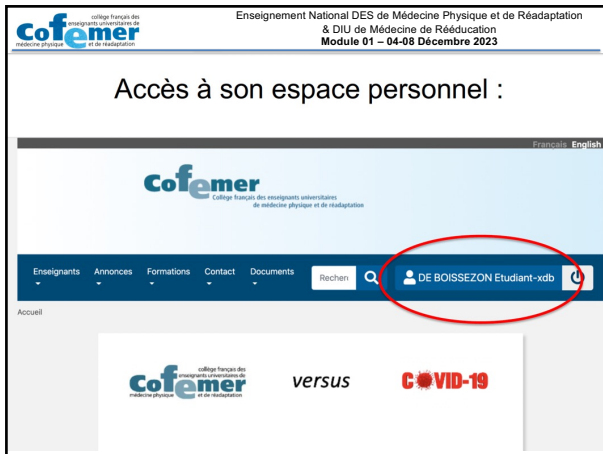 collège français des
enseignants universitaires de
Cofemer
médecine physique et de réadaptation
Enseignement National DES de Médecine Physique et de Réadaptation
& DIU de Médecine de Rééducation
Module 01 – 04-08 Décembre 2023
Accès à son espace personnel :
Français English
Cofemer
Collège français des enseignants universitaires
de médecine physique et de réadaptation
Enseignants Annonces Formations Contact Documents Recher DE BOISSEZON Etudiant-xdb
Accueil
collège français des
enseignants universitaires de
Cofemer
médecine physique et de réadaptation
versus
COVID-19